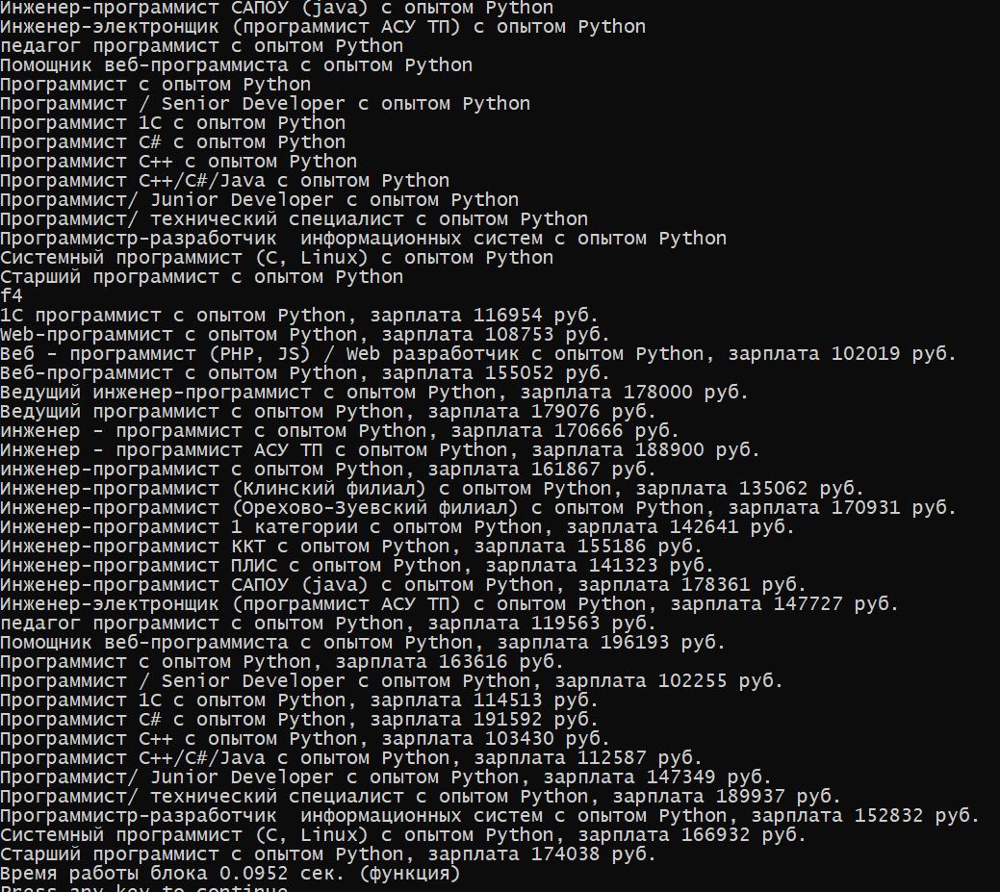 Инженер-программист САПОУ (java) с опытом Python
Инженер-электронщик (программист АСУ ТП) с опытом Python
педагог программист с опытом Python
Помощник веб-программиста с опытом Python
Программист с опытом Python
Программист / Senior Developer с опытом Python
Программист 1С с опытом Python
Программист C# с опытом Python
Программист C++ с опытом Python
Программист C++/C#/Java с опытом Python
Программист/ Junior Developer с опытом Python
Программист/ технический специалист с опытом Python
Программистр-разработчик  информационных систем с опытом Python
Системный программист (C, Linux) с опытом Python
Старший программист с опытом Python
f4
1С программист с опытом Python, зарплата 116954 руб.
Web-программист с опытом Python, зарплата 108753 руб.
Веб - программист (PHP, JS) / Web разработчик с опытом Python, зарплата 102019 руб.
Веб-программист с опытом Python, зарплата 155052 руб.
Ведущий инженер-программист с опытом Python, зарплата 178000 руб.
Ведущий программист с опытом Python, зарплата 179076 руб.
инженер - программист с опытом Python, зарплата 170666 руб.
Инженер - программист АСУ ТП с опытом Python, зарплата 188900 руб.
инженер-программист с опытом Python, зарплата 161867 руб.
Инженер-программист (Клинский филиал) с опытом Python, зарплата 135062 руб.
Инженер-программист (Орехово-Зуевский филиал) с опытом Python, зарплата 170931 руб.
Инженер-программист 1 категории с опытом Python, зарплата 142641 руб.
Инженер-программист ККТ с опытом Python, зарплата 155186 руб.
Инженер-программист ПЛИС с опытом Python, зарплата 141323 руб.
Инженер-программист САПОУ (java) с опытом Python, зарплата 178361 руб.
Инженер-электронщик (программист АСУ ТП) с опытом Python, зарплата 147727 руб.
педагог программист с опытом Python, зарплата 119563 руб.
Помощник веб-программиста с опытом Python, зарплата 196193 руб.
Программист с опытом Python, зарплата 163616 руб.
Программист / Senior Developer с опытом Python, зарплата 102255 руб.
Программист 1С с опытом Python, зарплата 114513 руб.
Программист C# с опытом Python, зарплата 191592 руб.
Программист C++ с опытом Python, зарплата 103430 руб.
Программист C++/C#/Java с опытом Python, зарплата 112587 руб.
Программист/ Junior Developer с опытом Python, зарплата 147349 руб.
Программист/ технический специалист с опытом Python, зарплата 189937 руб.
Программистр-разработчик  информационных систем с опытом Python, зарплата 152832 руб.
Системный программист (C, Linux) с опытом Python, зарплата 166932 руб.
Старший программист с опытом Python, зарплата 174038 руб.
Время работы блока 0.0952 сек. (функция)
Press any key to continue